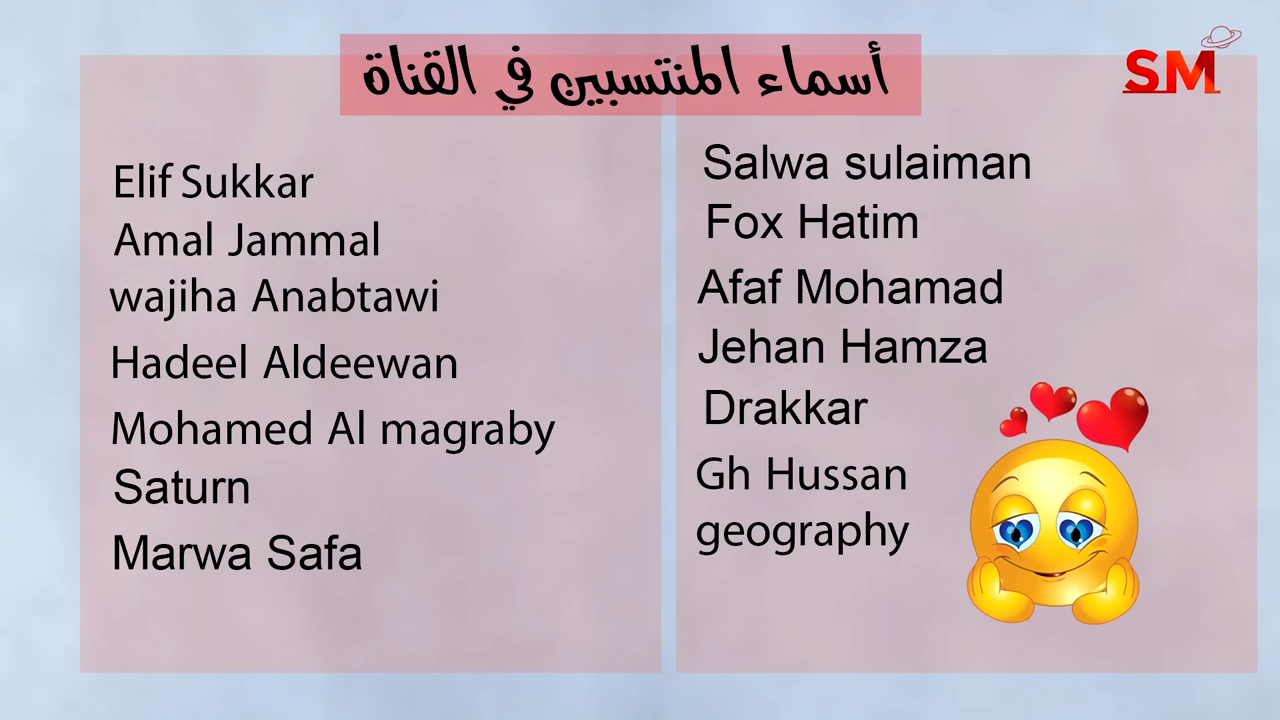 أسماء المنتسبين في القناة
SM
Elif Sukkar
Amal Jammal
wajiha Anabtawi
Hadeel Aldeewan
Mohamed Al magraby
Saturn
Marwa Safa
Salwa sulaiman
Fox Hatim
Afaf Mohamad
Jehan Hamza
Drakkar
Gh Hussan
geography